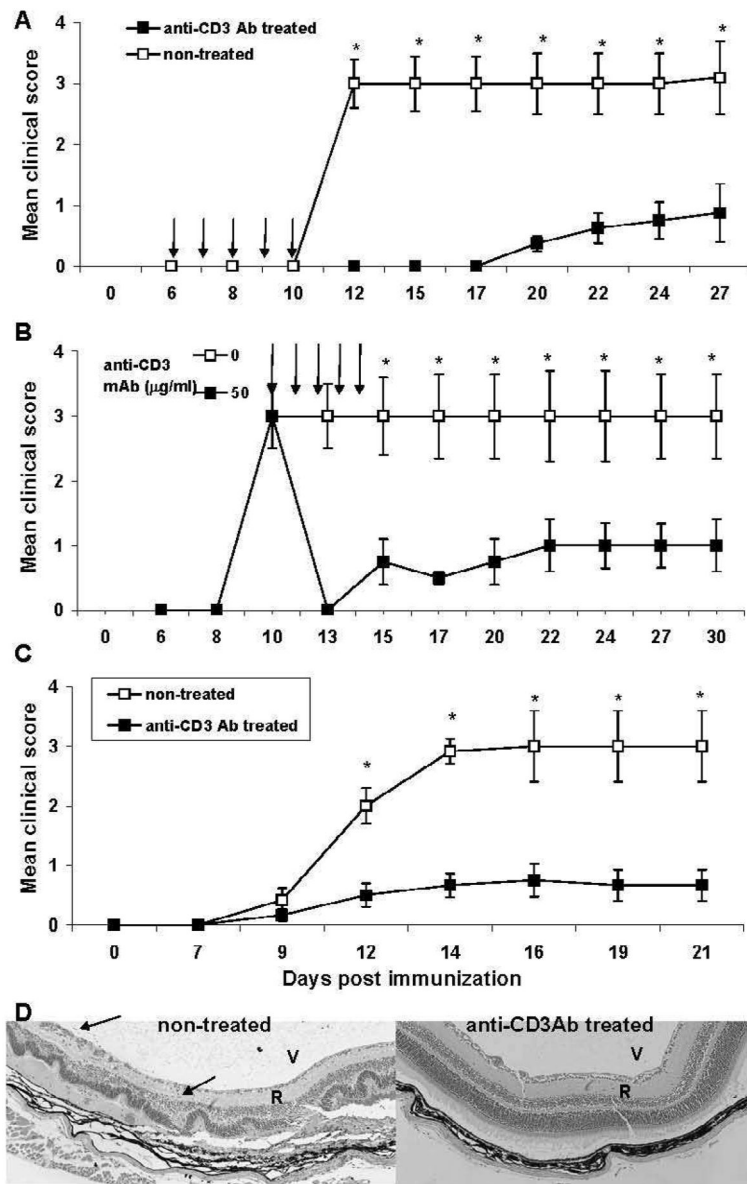 A
anti-CD3 Ab treated
non-treated
Mean clinical score
4
3
2
1
0
* * * * * * *
0 6 8 10 12 15 17 20 22 24 27
B
anti-CD3
mAb (μg/ml)
0
50
Mean clinical score
4
3
2
1
0
* * * * * * *
0 6 8 10 13 15 17 20 22 24 27 30
C
non-treated
anti-CD3 Ab treated
Mean clinical score
4
3
2
1
0
* * * * *
0 7 9 12 14 16 19 21
Days post immunization
D
non-treated
V
R
anti-CD3Ab treated
V
R